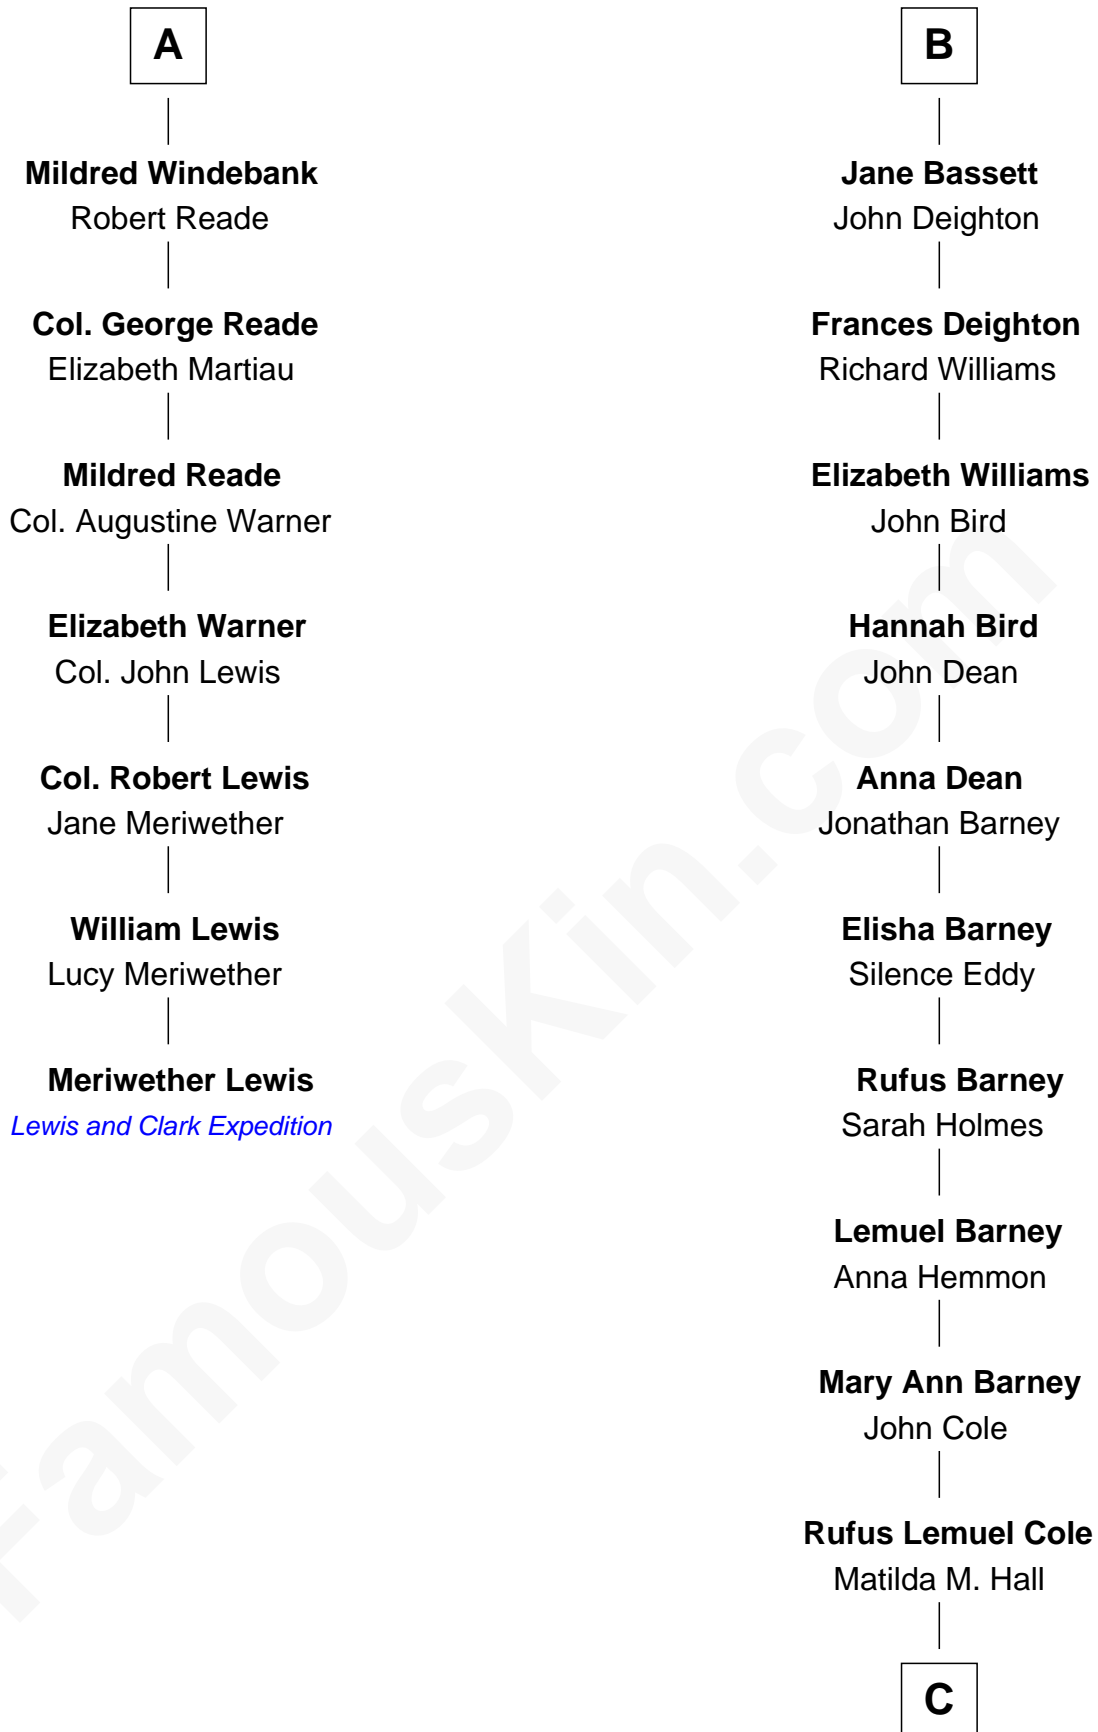 A
Mildred Windebank
Robert Reade
Col. George Reade
Elizabeth Martiau
Mildred Reade
Col. Augustine Warner
Elizabeth Warner
Col. John Lewis
Col. Robert Lewis
Jane Meriwether
William Lewis
Lucy Meriwether
Meriwether Lewis
Lewis and Clark Expedition
B
Jane Bassett
John Deighton
Frances Deighton
Richard Williams
Elizabeth Williams
John Bird
Hannah Bird
John Dean
Anna Dean
Jonathan Barney
Elisha Barney
Silence Eddy
Rufus Barney
Sarah Holmes
Lemuel Barney
Anna Hemmon
Mary Ann Barney
John Cole
Rufus Lemuel Cole
Matilda M. Hall
C
FamousKin.com